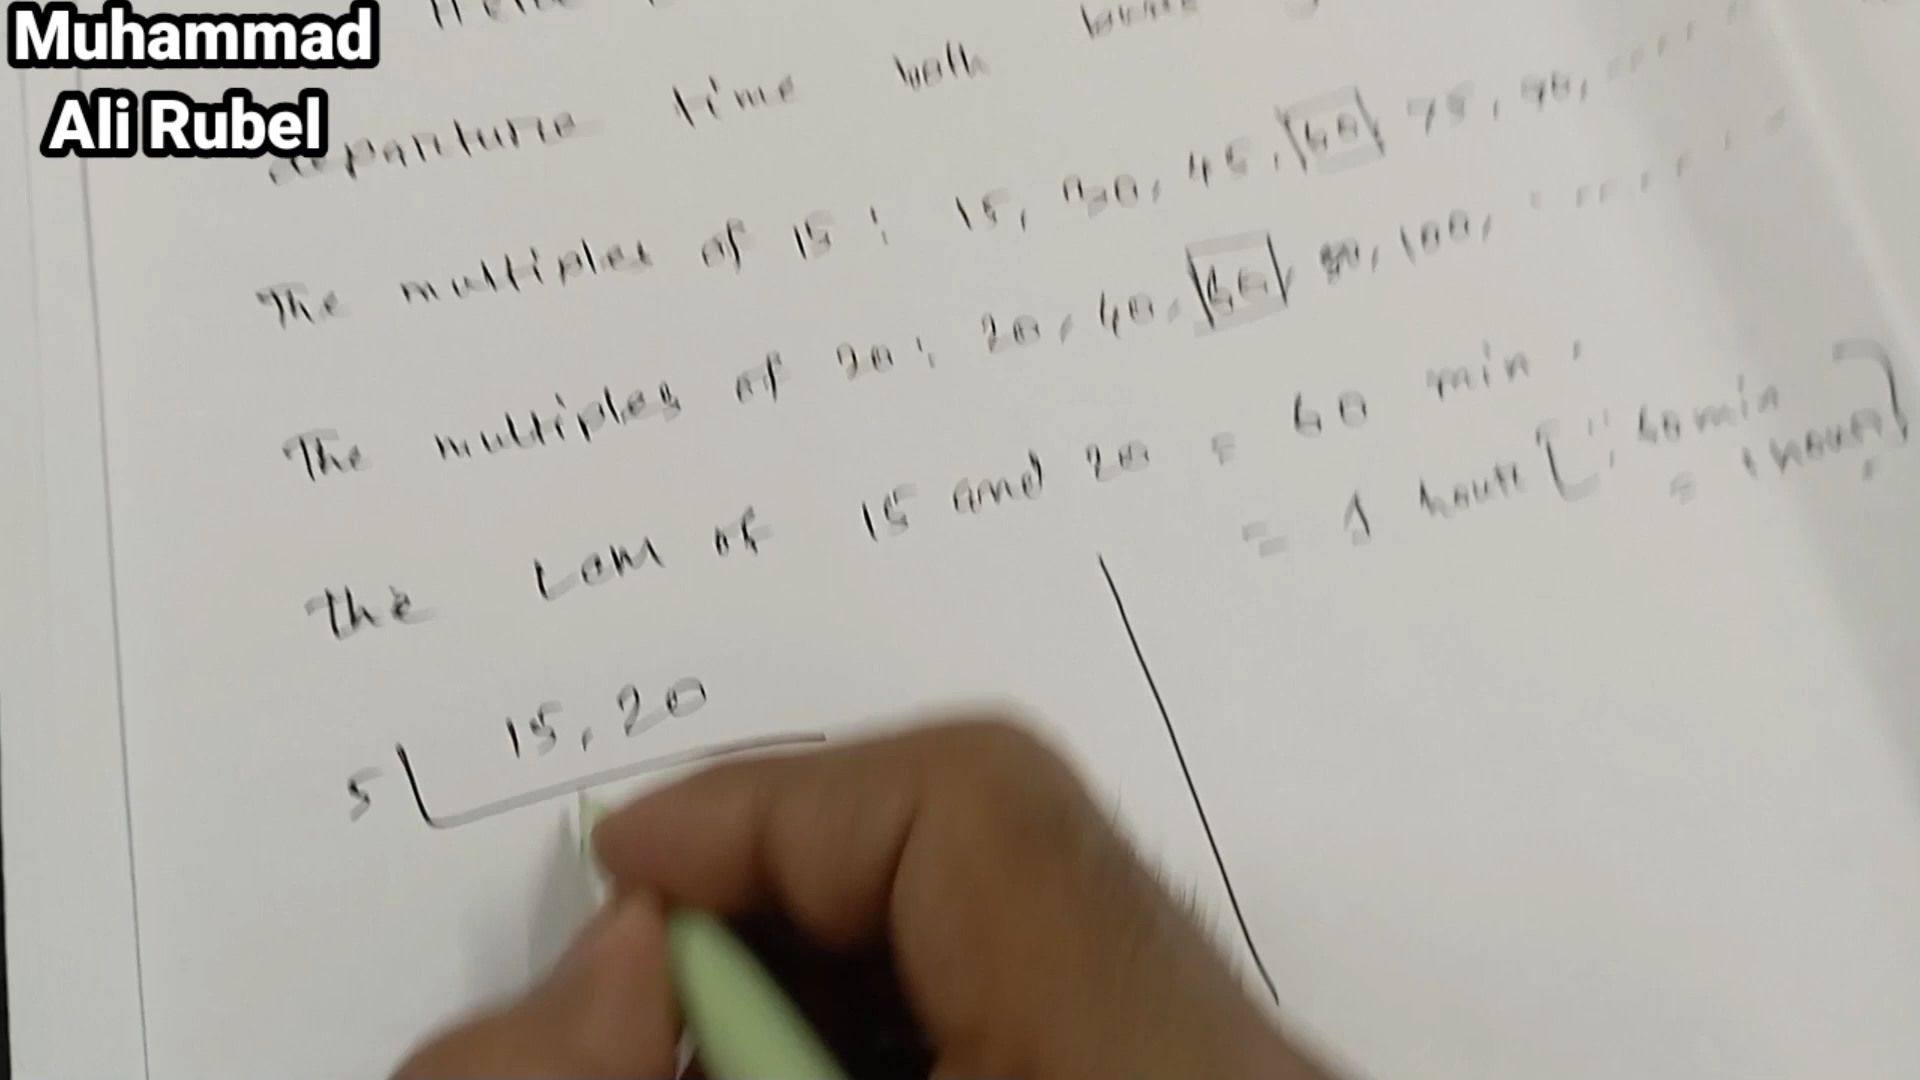 Muhammad
Ali Rubel
departure time both
The multiples of 15 : 15, 30, 45, 60, 75, 90, ......
The multiples of 20 : 20, 40, 60, 80, 100, ......
the LCM of 15 and 20 = 60 min.
= 1 hour [∵ 60 min
= 1 hour]
15, 20
5